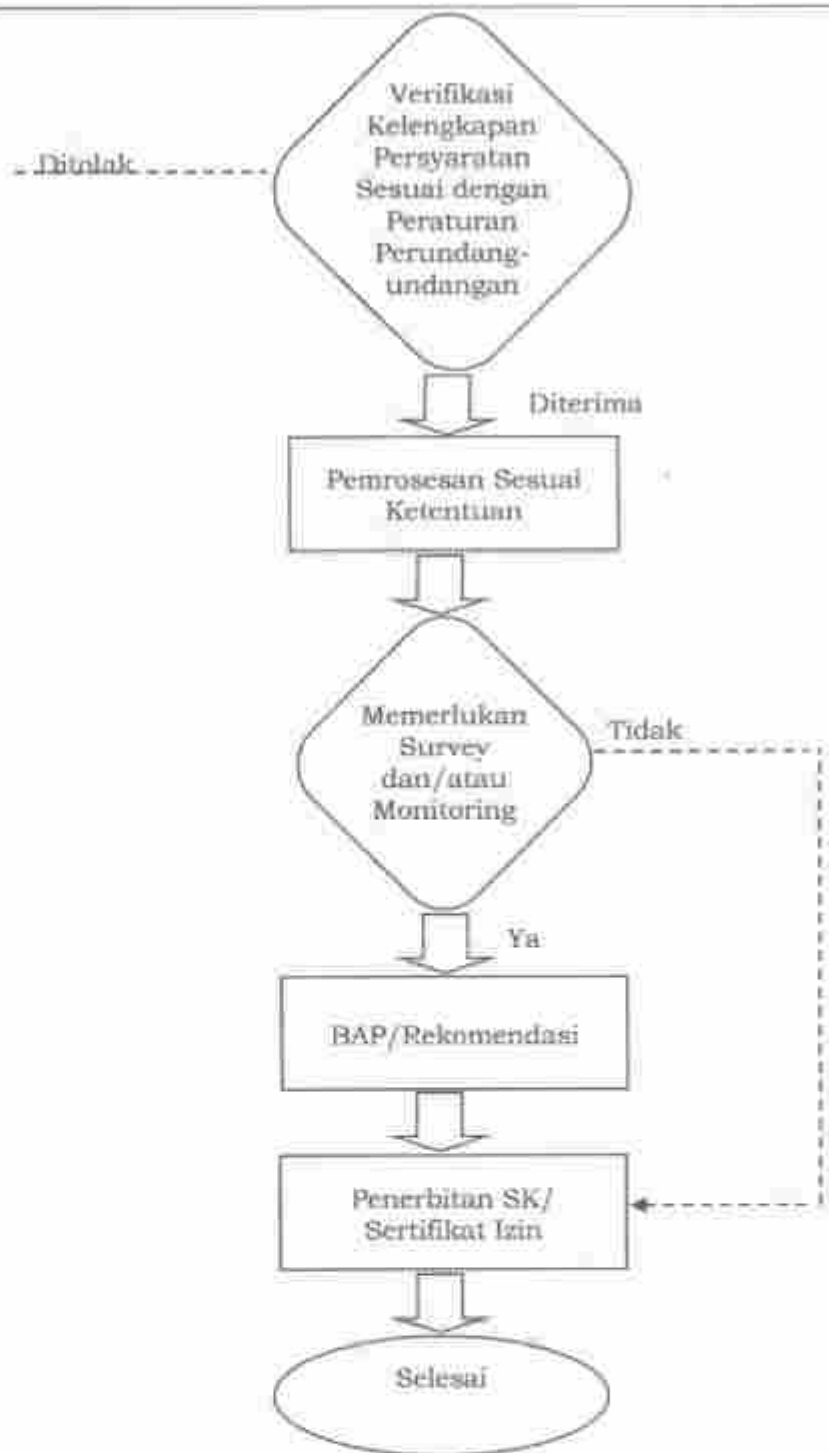 Verifikasi
Kelengkapan
Persyaratan
Sesuai dengan
Peraturan
Perundang-
undangan
Ditolak
Diterima
Pemrosesan Sesuai
Ketentuan
Memerlukan
Survey
dan/atau
Monitoring
Tidak
Ya
BAP/Rekomendasi
Penerbitan SK/
Sertifikat Izin
Selesai